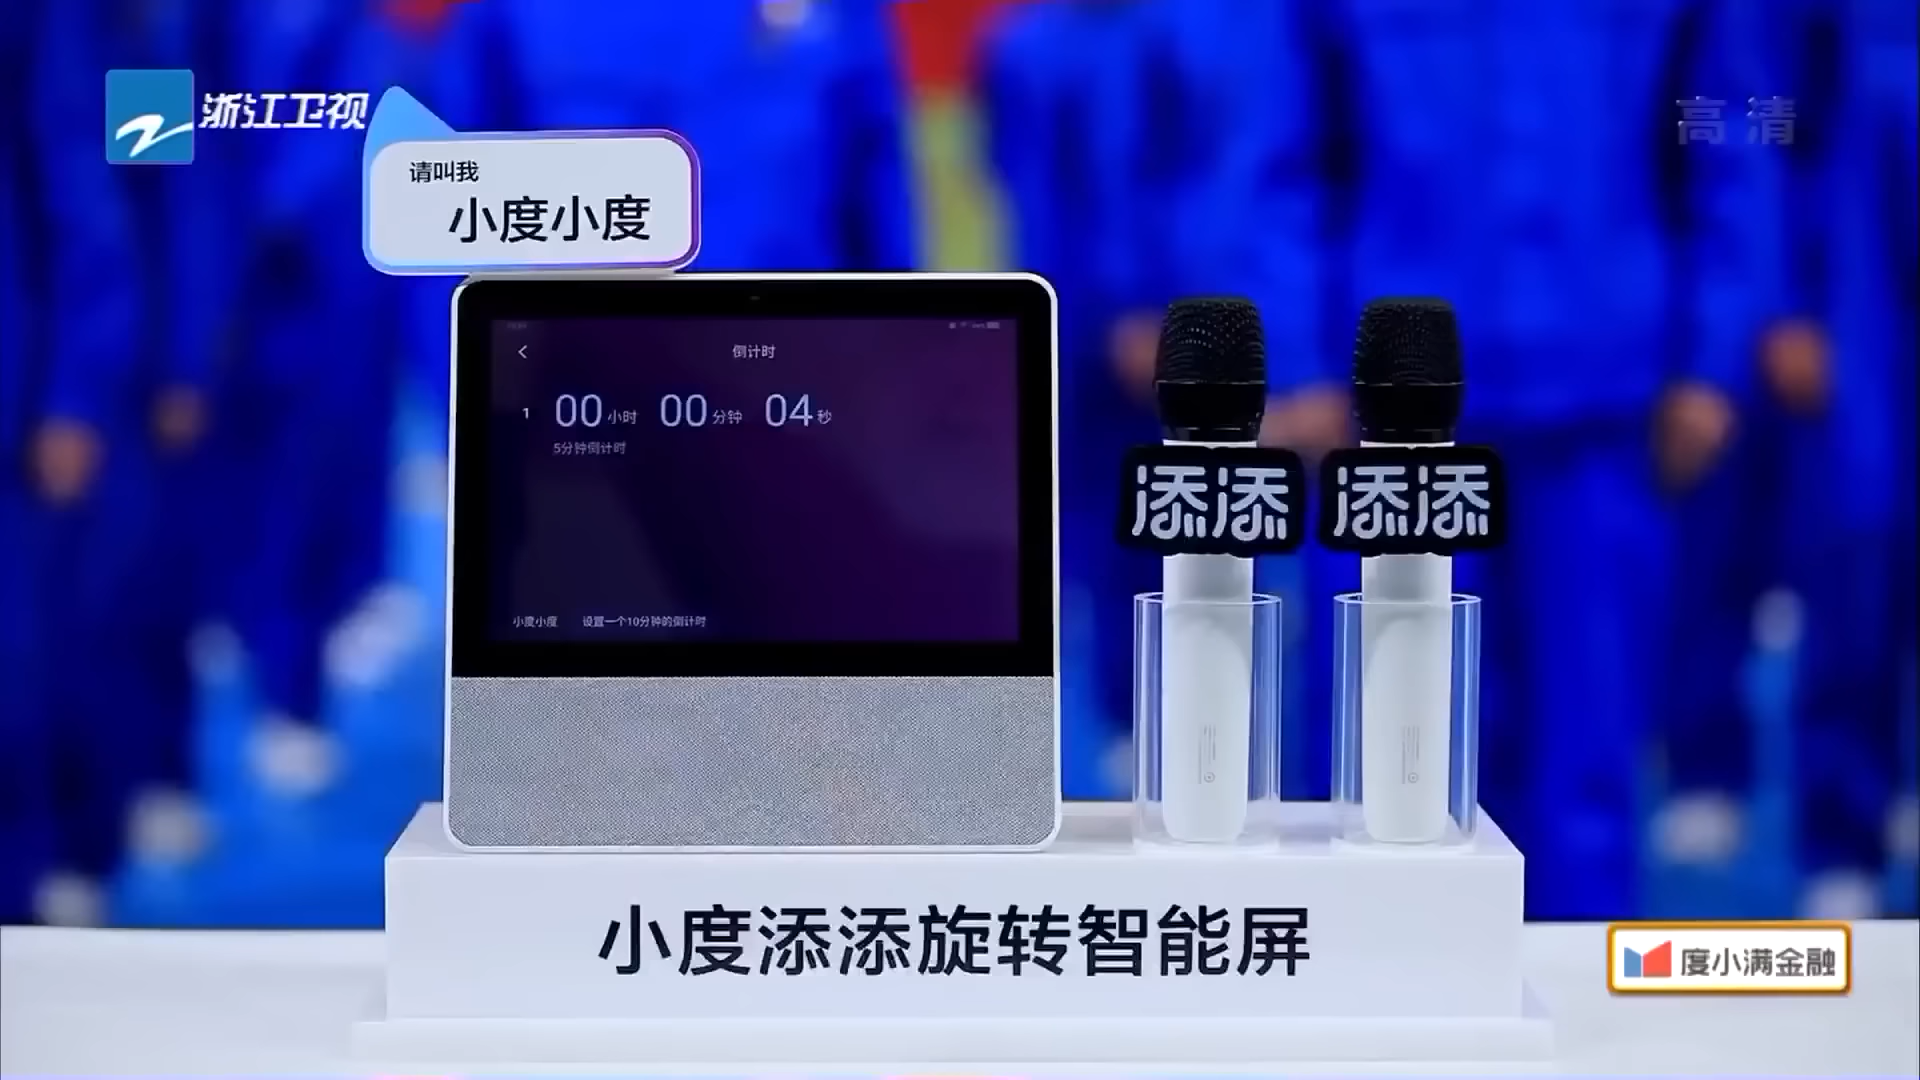 浙江卫视
高清
请叫我
小度小度
倒计时
1 00小时 00分钟 04秒
5分钟倒计时
小度小度 设置一个10分钟的倒计时
添添
添添
小度添添旋转智能屏
度小满金融